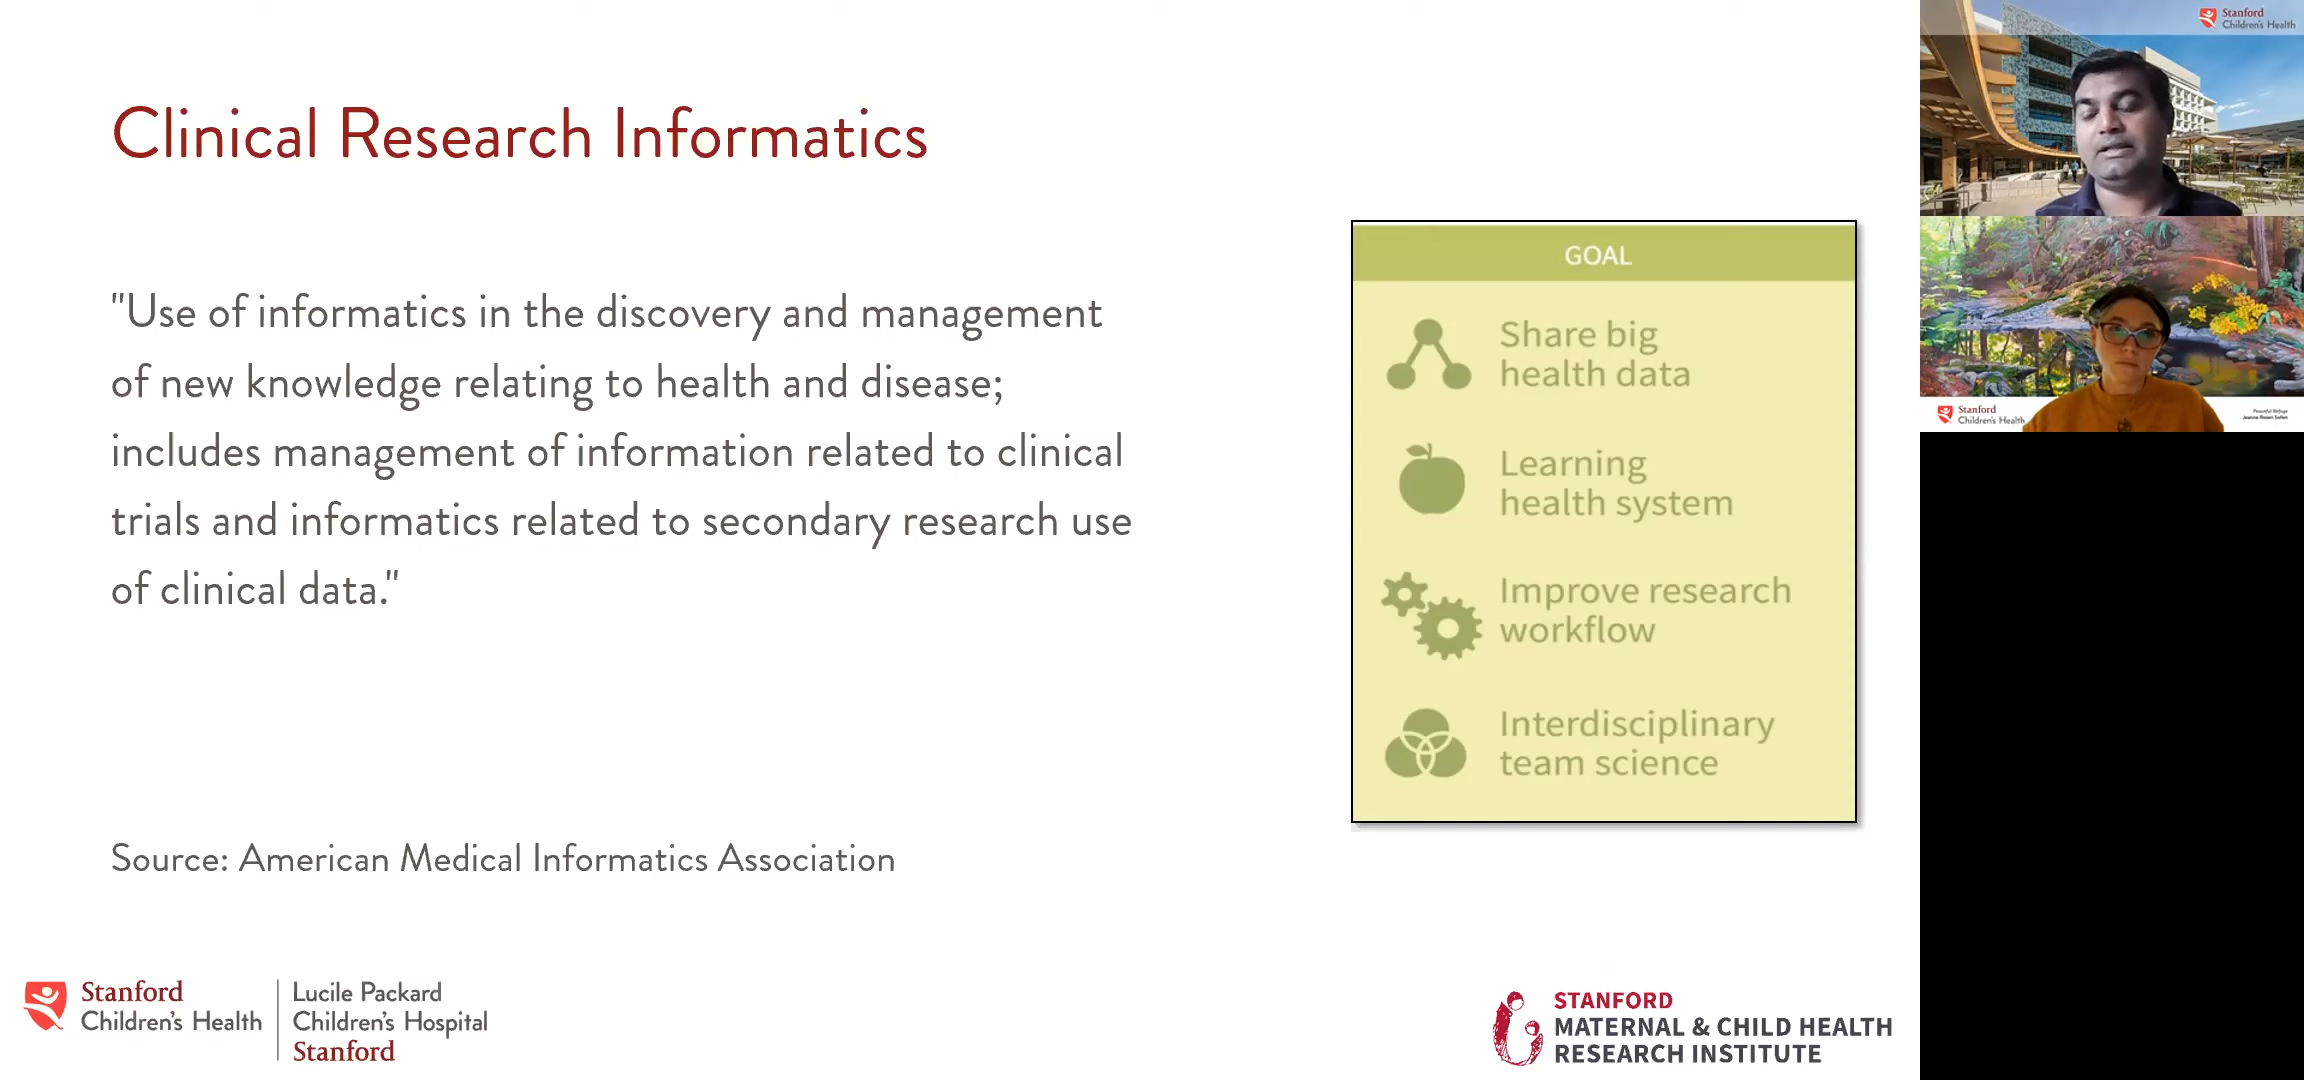 Clinical Research Informatics
"Use of informatics in the discovery and management
of new knowledge relating to health and disease;
includes management of information related to clinical
trials and informatics related to secondary research use
of clinical data."
Source: American Medical Informatics Association
GOAL
Share big
health data
Learning
health system
Improve research
workflow
Interdisciplinary
team science
Stanford
Children's Health
Lucile Packard
Children's Hospital
Stanford
STANFORD
MATERNAL & CHILD HEALTH
RESEARCH INSTITUTE
Stanford
Children's Health
Stanford
Children's Health
Peaceful Refuge